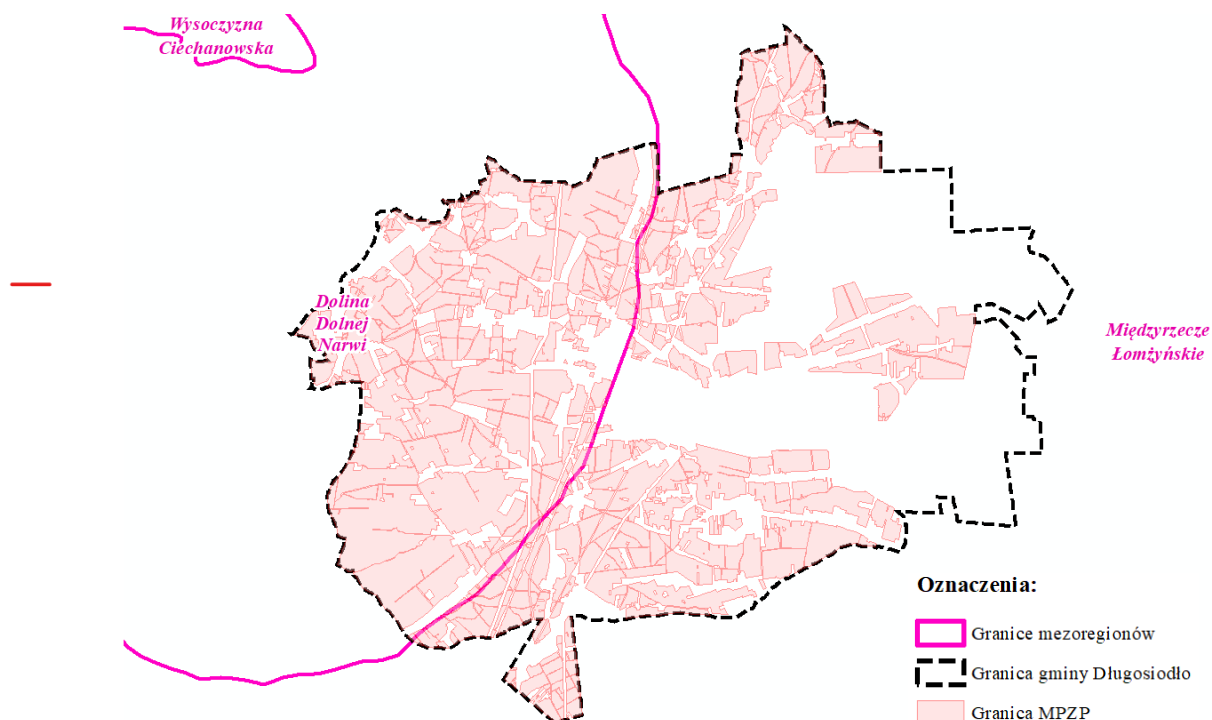 Wysoczyzna
Ciechanowska
Dolina
Dolnej
Narwi
Międzyrzecze
Łomżyńskie
Oznaczenia:
Granice mezoregionów
Granica gminy Długosiodło
Granica MPZP